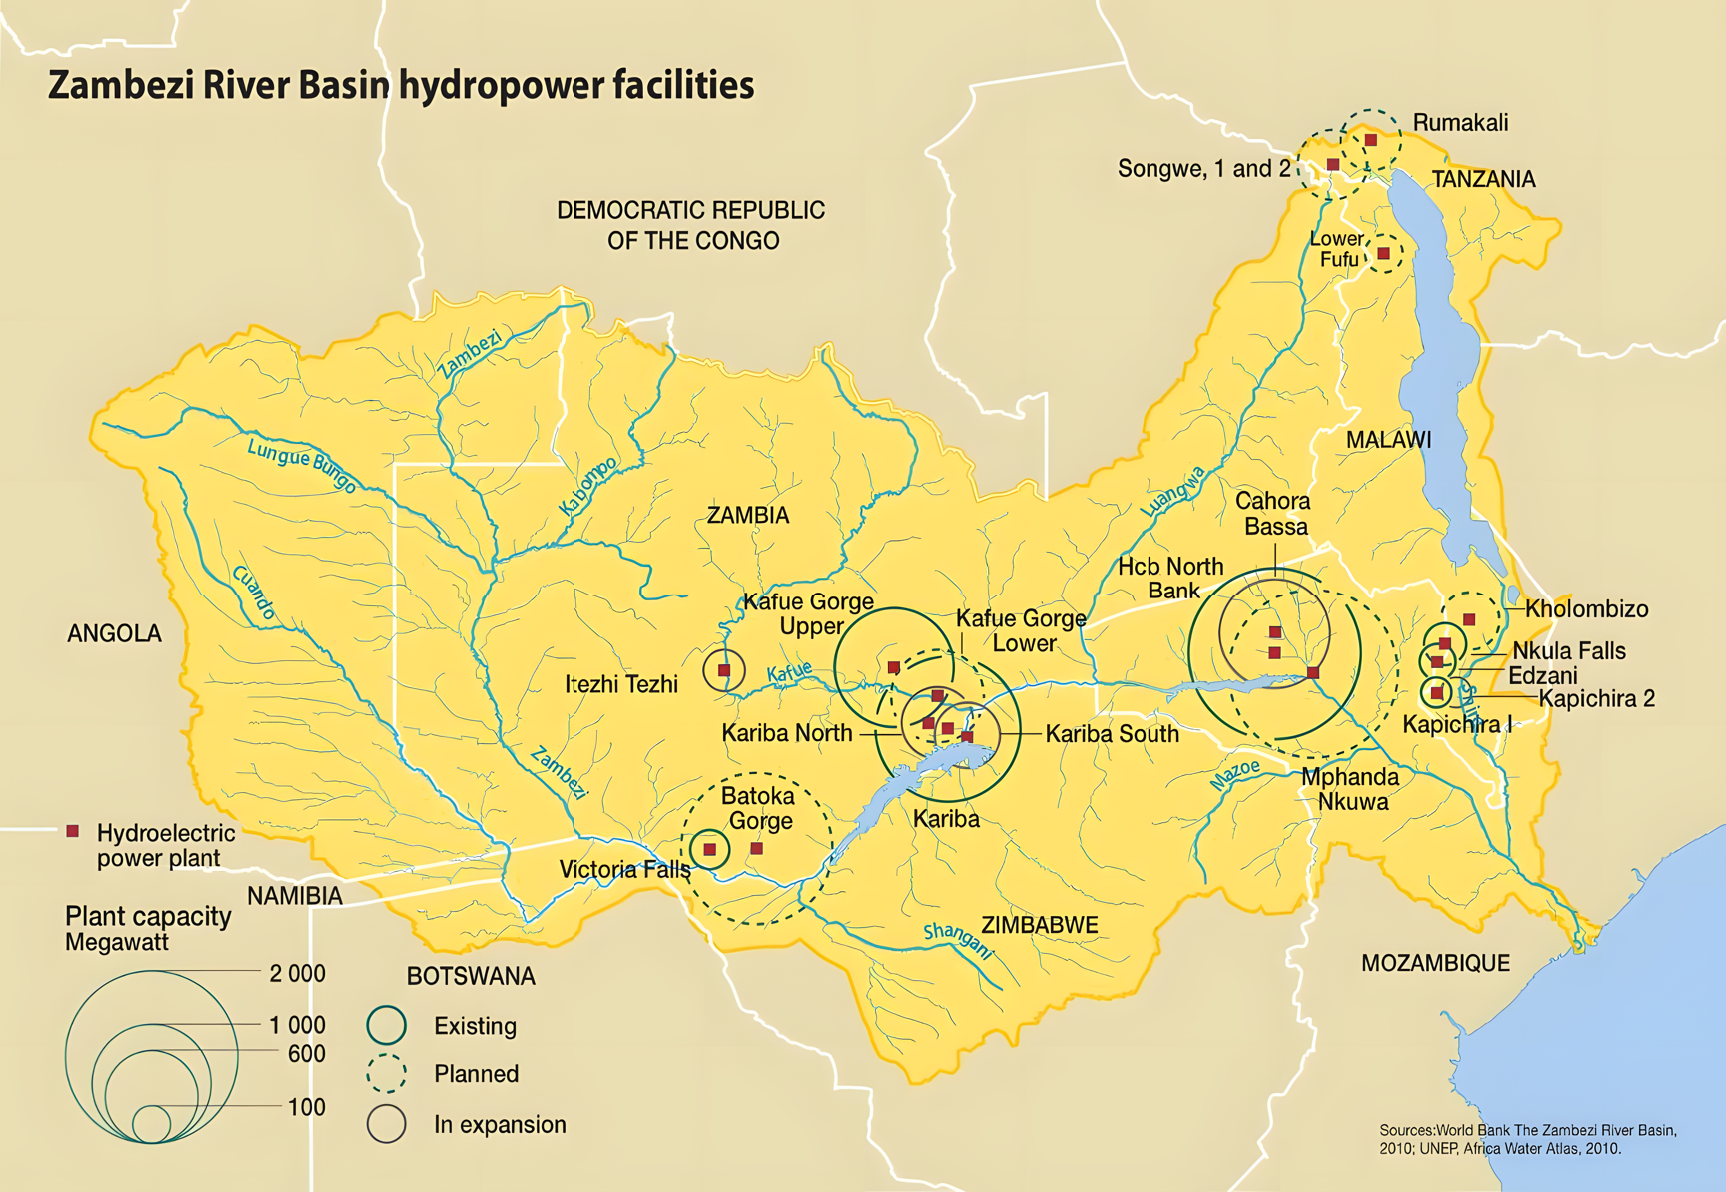 Zambezi River Basin hydropower facilities
Rumakali
Songwe, 1 and 2
TANZANIA
DEMOCRATIC REPUBLIC
OF THE CONGO
Lower
Fufu
Zambezi
Lungue Bungo
Kabompo
MALAWI
Luangwa
Cahora
Bassa
ZAMBIA
Hcb North
Bank
Cuando
Kafue Gorge
Upper
Kafue Gorge
Lower
Kholombizo
ANGOLA
Nkula Falls
Edzani
Kapichira 2
Itezhi Tezhi
Kafue
Kapichira I
Kariba North
Kariba South
Zambezi
Mazoe
Mphanda
Nkuwa
Batoka
Gorge
Kariba
Victoria Falls
Hydroelectric
power plant
NAMIBIA
Shangani
ZIMBABWE
MOZAMBIQUE
BOTSWANA
Plant capacity
Megawatt
2 000
1 000
600
100
Existing
Planned
In expansion
Sources:World Bank The Zambezi River Basin,
2010; UNEP, Africa Water Atlas, 2010.